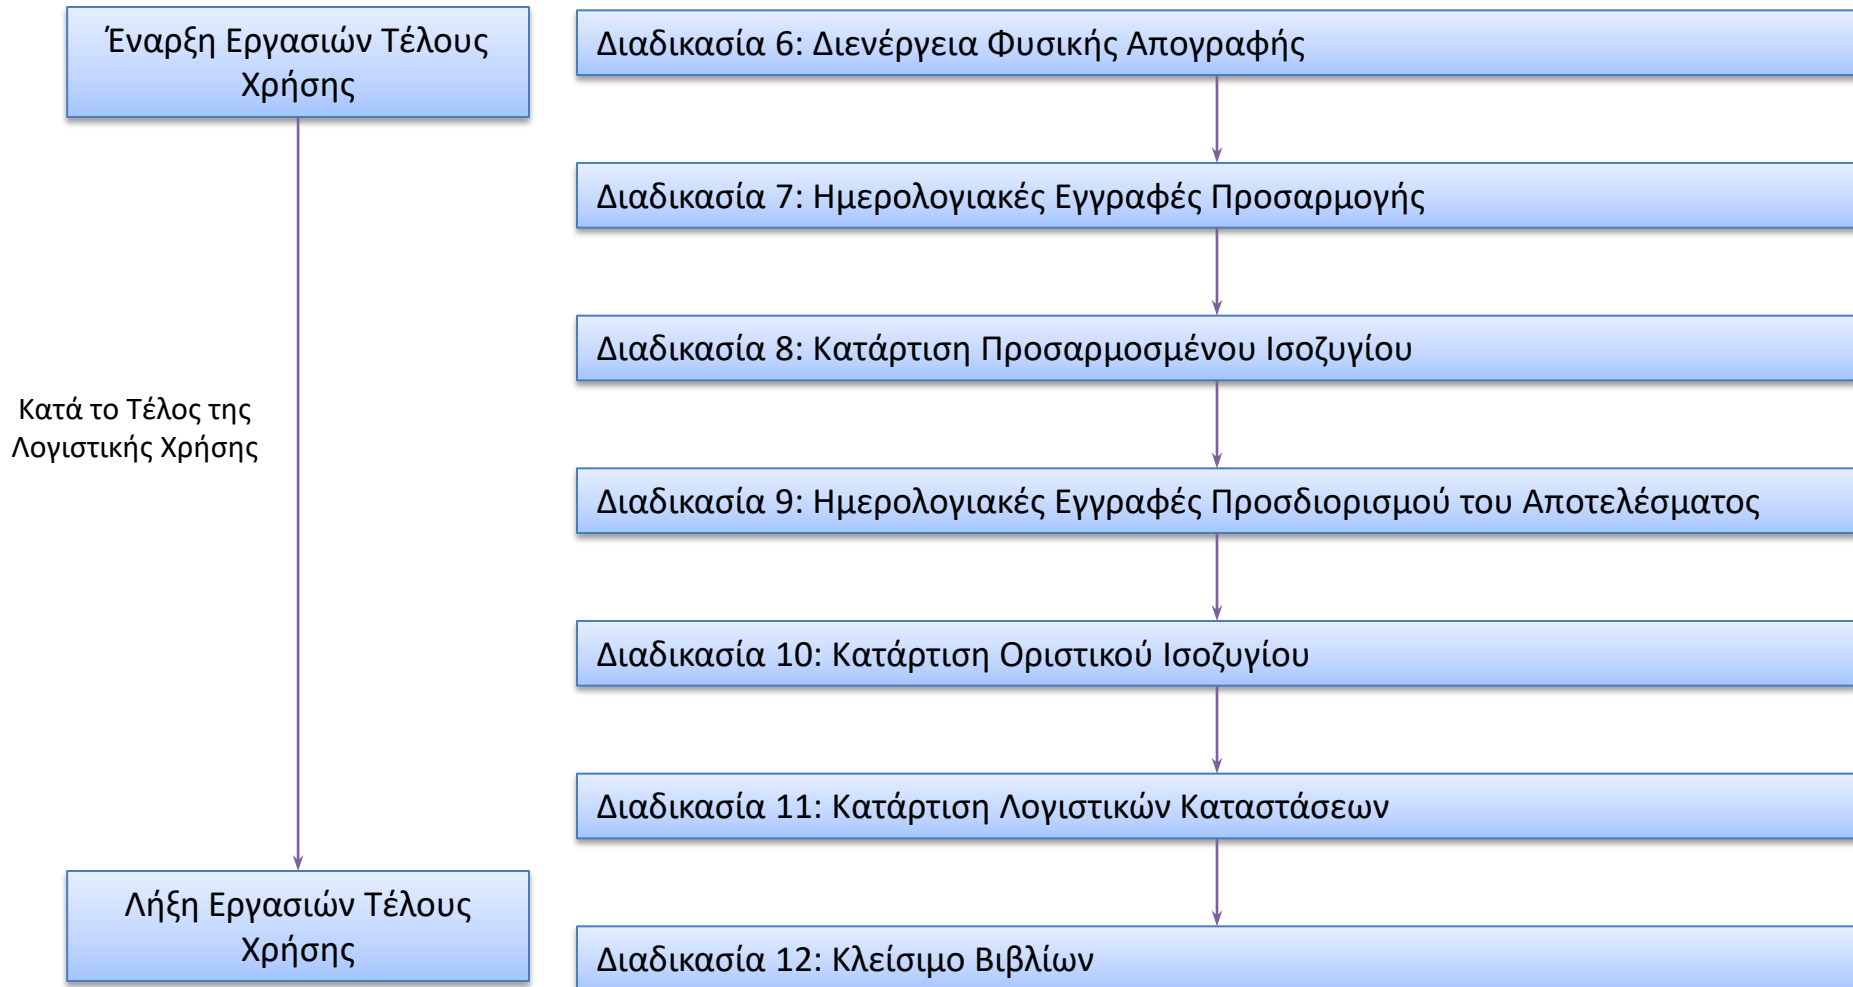 Έναρξη Εργασιών Τέλους
Χρήσης
Κατά το Τέλος της
Λογιστικής Χρήσης
Λήξη Εργασιών Τέλους
Χρήσης
Διαδικασία 6: Διενέργεια Φυσικής Απογραφής
Διαδικασία 7: Ημερολογιακές Εγγραφές Προσαρμογής
Διαδικασία 8: Κατάρτιση Προσαρμοσμένου Ισοζυγίου
Διαδικασία 9: Ημερολογιακές Εγγραφές Προσδιορισμού του Αποτελέσματος
Διαδικασία 10: Κατάρτιση Οριστικού Ισοζυγίου
Διαδικασία 11: Κατάρτιση Λογιστικών Καταστάσεων
Διαδικασία 12: Κλείσιμο Βιβλίων